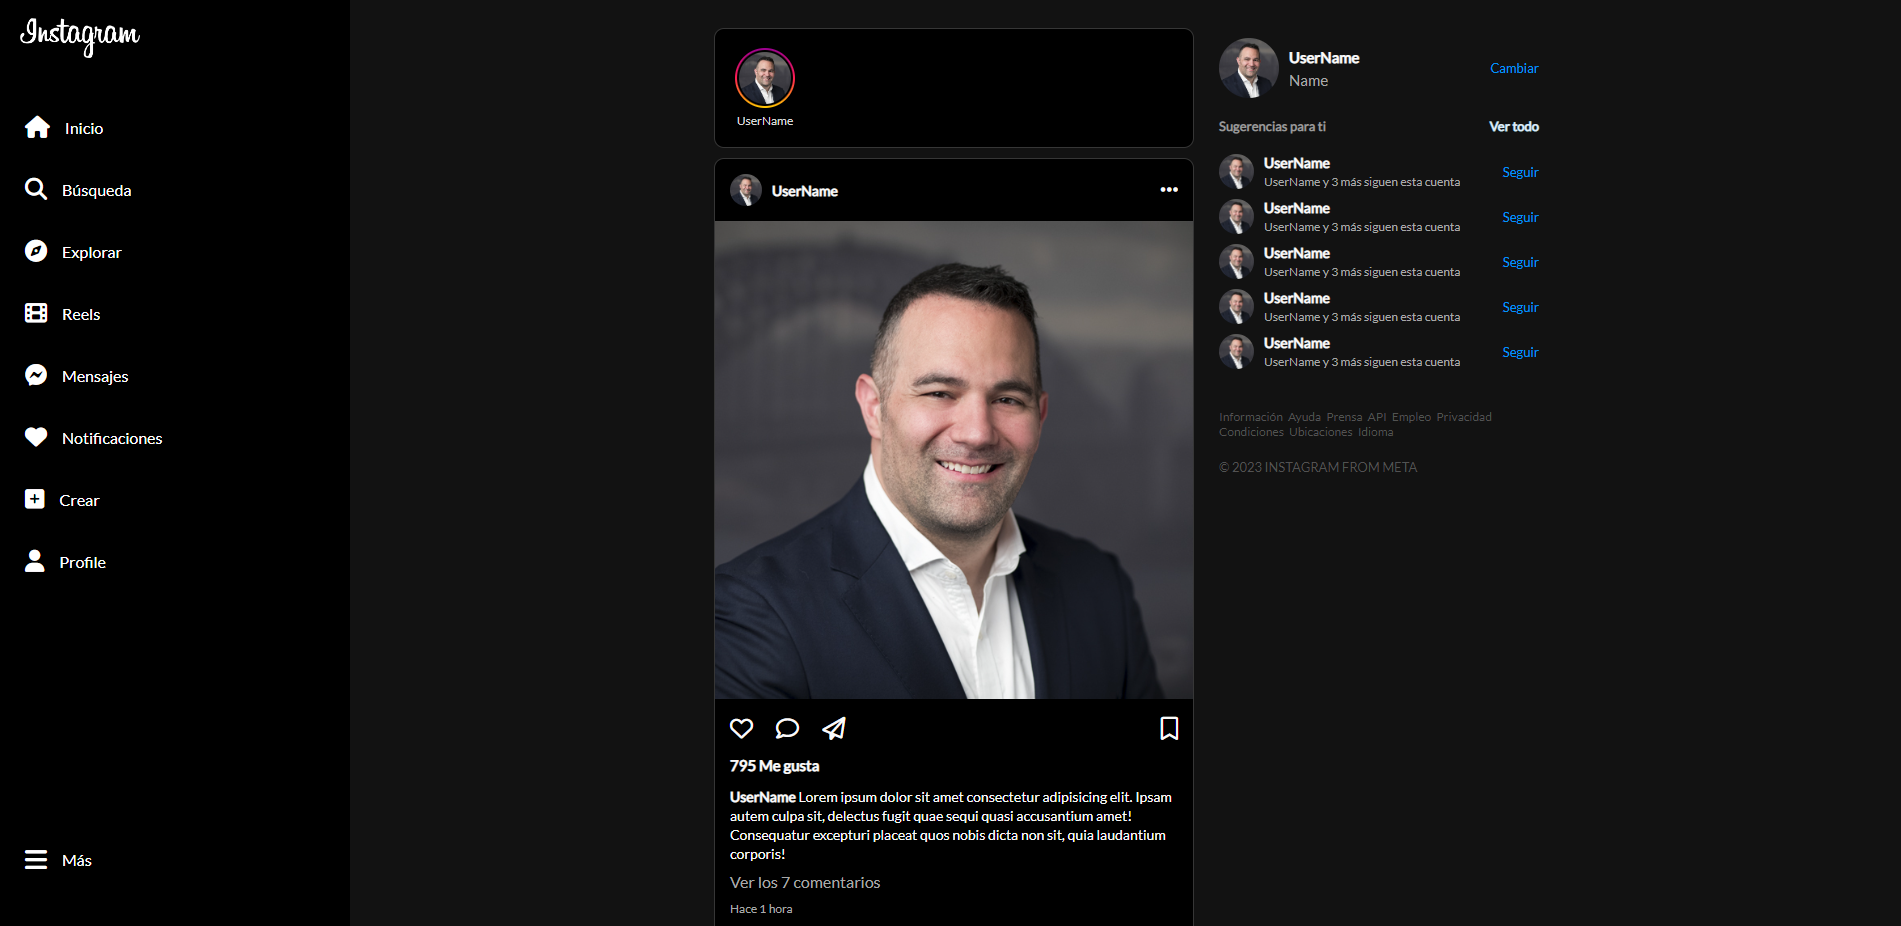 Instagram
Inicio
Búsqueda
Explorar
Reels
Mensajes
Notificaciones
Crear
Profile
Más
UserName
UserName
795 Me gusta
UserName Lorem ipsum dolor sit amet consectetur adipisicing elit. Ipsam
autem culpa sit, delectus fugit quae sequi quasi accusantium amet!
Consequatur excepturi placeat quos nobis dicta non sit, quia laudantium
corporis!
Ver los 7 comentarios
Hace 1 hora
UserName
Name
Cambiar
Sugerencias para ti Ver todo
UserName
UserName y 3 más siguen esta cuenta
Seguir
UserName
UserName y 3 más siguen esta cuenta
Seguir
UserName
UserName y 3 más siguen esta cuenta
Seguir
UserName
UserName y 3 más siguen esta cuenta
Seguir
UserName
UserName y 3 más siguen esta cuenta
Seguir
Información Ayuda Prensa API Empleo Privacidad
Condiciones Ubicaciones Idioma
© 2023 INSTAGRAM FROM META